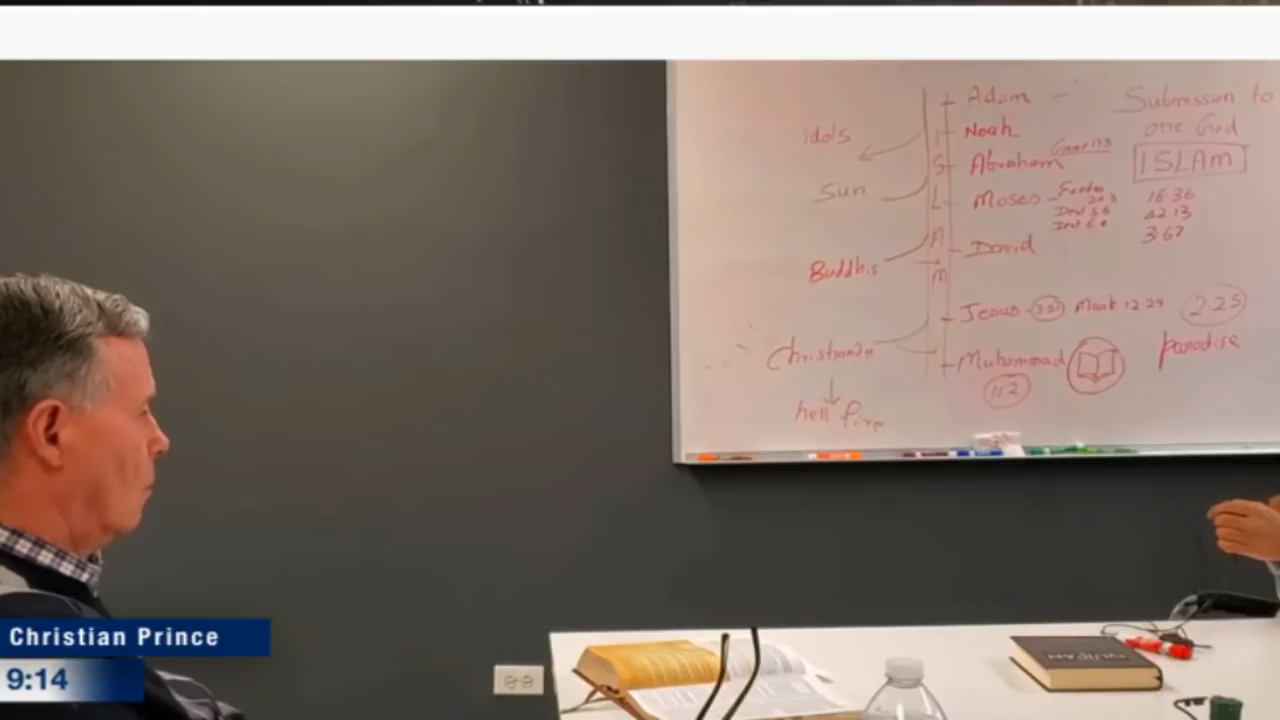 Adam
Submission to
one God
ISLAM
idols
Noah
Abraham
Sun
Moses
16.36
42.13
3.67
David
Buddhis
I
S
L
A
M
Jesus 3:51 Mark 12 29
2.25
Christianity
Muhammad
paradise
112
hell fire
QURAN
Christian Prince
9:14